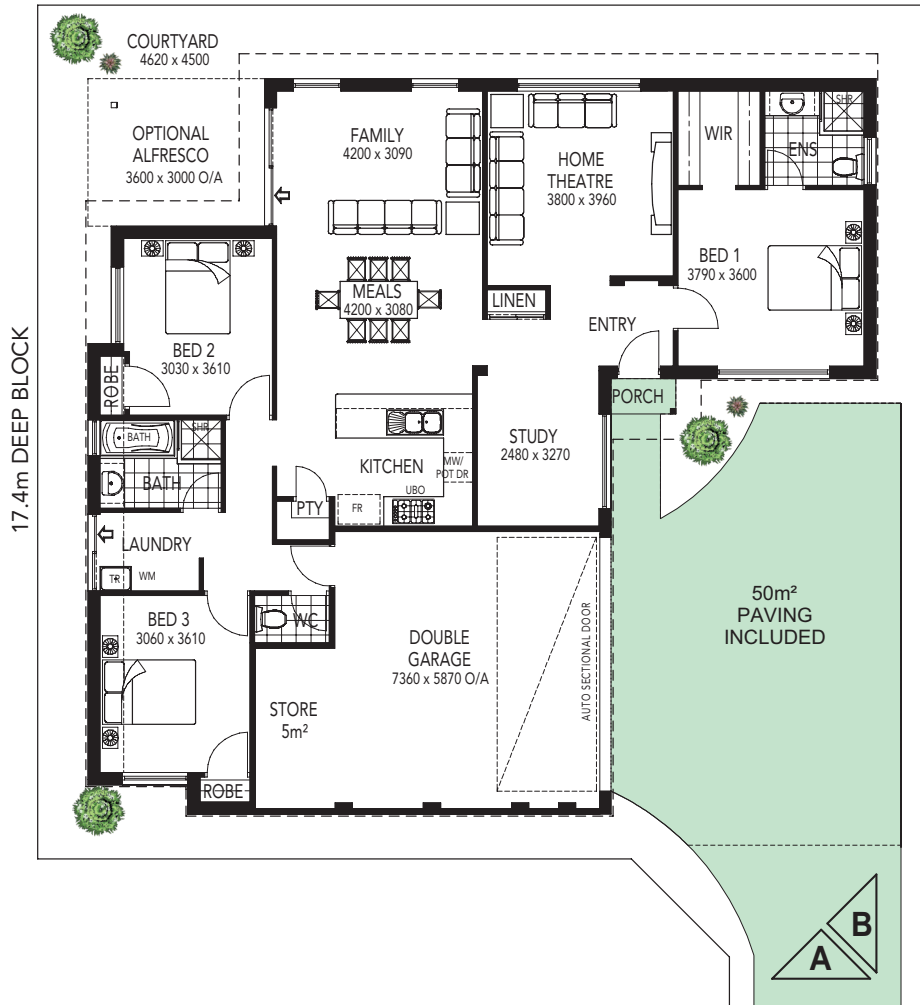 COURTYARD
4620 x 4500
OPTIONAL
ALFRESCO
3600 x 3000 O/A
FAMILY
4200 x 3090
HOME
THEATRE
3800 x 3960
WIR
SHR
ENS
BED 1
3790 x 3600
MEALS
4200 x 3080
LINEN
ENTRY
BED 2
3030 x 3610
ROBE
PORCH
STUDY
2480 x 3270
BATH
SHR
BATH
KITCHEN
MW/
POT DR
UBO
FR
PTY
17.4m DEEP BLOCK
LAUNDRY
TR
WM
BED 3
3060 x 3610
WC
DOUBLE
GARAGE
7360 x 5870 O/A
AUTO SECTIONAL DOOR
50m²
PAVING
INCLUDED
STORE
5m²
ROBE
B
A